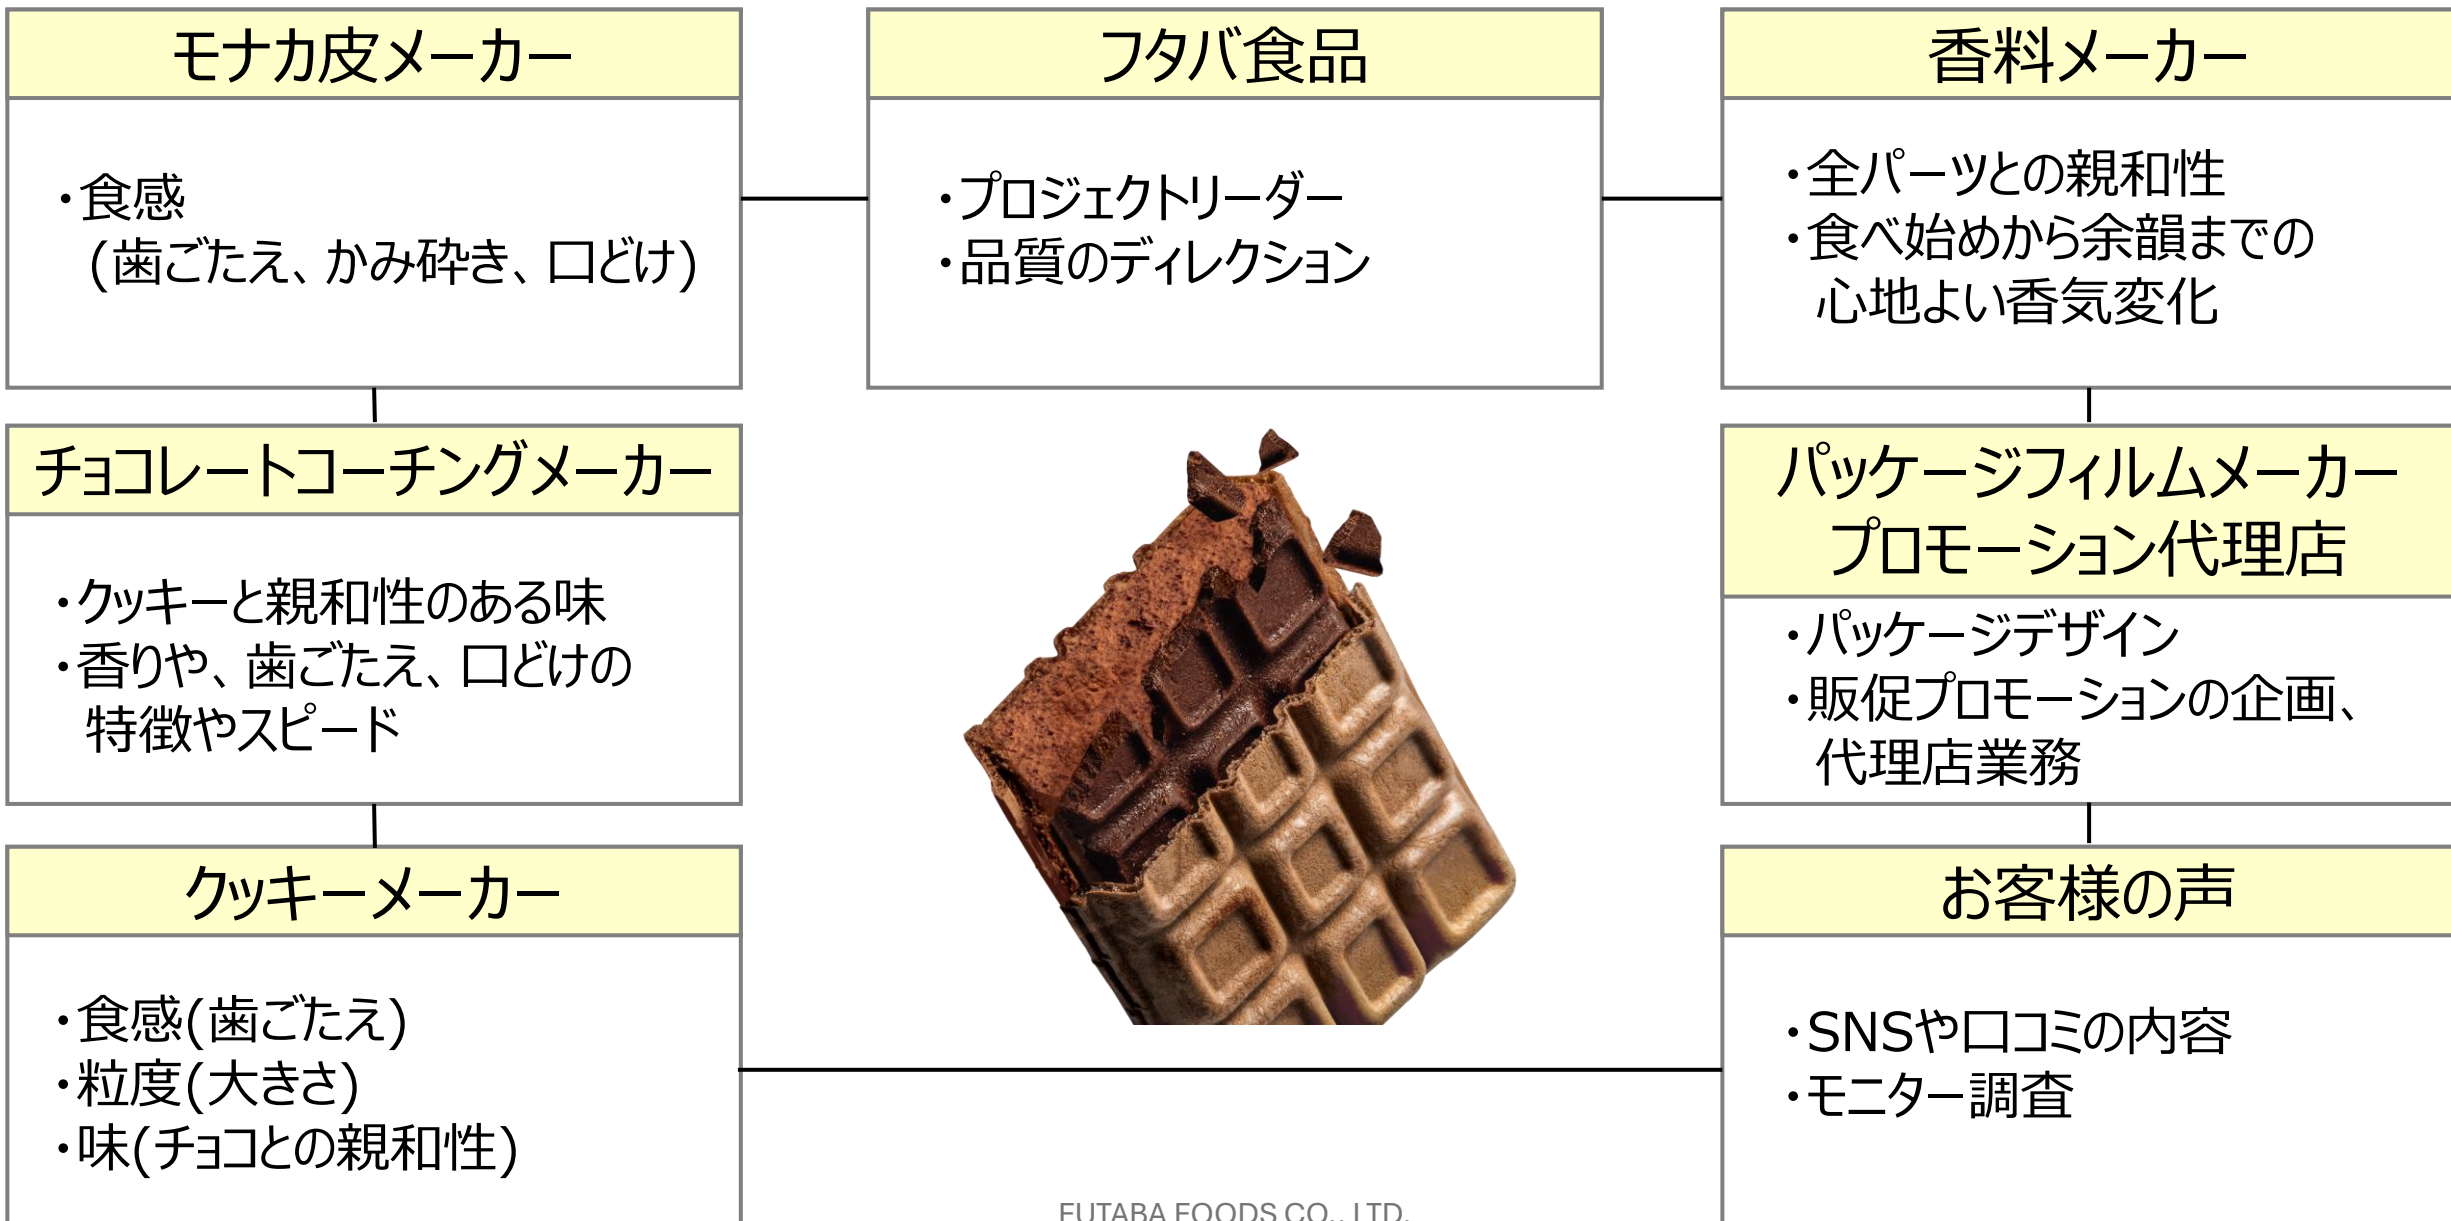 モナカ皮メーカー
・食感
(歯ごたえ、かみ砕き、口どけ)
フタバ食品
・プロジェクトリーダー
・品質のディレクション
香料メーカー
・全パーツとの親和性
・食べ始めから余韻までの
心地よい香気変化
チョコレートコーチングメーカー
・クッキーと親和性のある味
・香りや、歯ごたえ、口どけの
特徴やスピード
パッケージフィルムメーカー
プロモーション代理店
・パッケージデザイン
・販促プロモーションの企画、
代理店業務
クッキーメーカー
・食感(歯ごたえ)
・粒度(大きさ)
・味(チョコとの親和性)
お客様の声
・SNSや口コミの内容
・モニター調査
FUTABA FOODS CO., LTD.